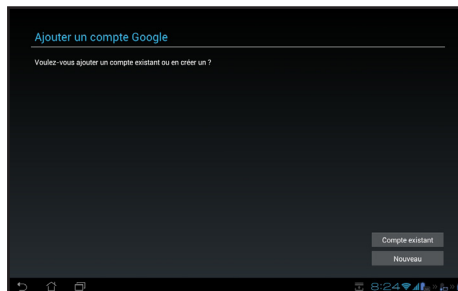 Ajouter un compte Google
Voulez-vous ajouter un compte existant ou en créer un ?
Compte existant
Nouveau
8:24